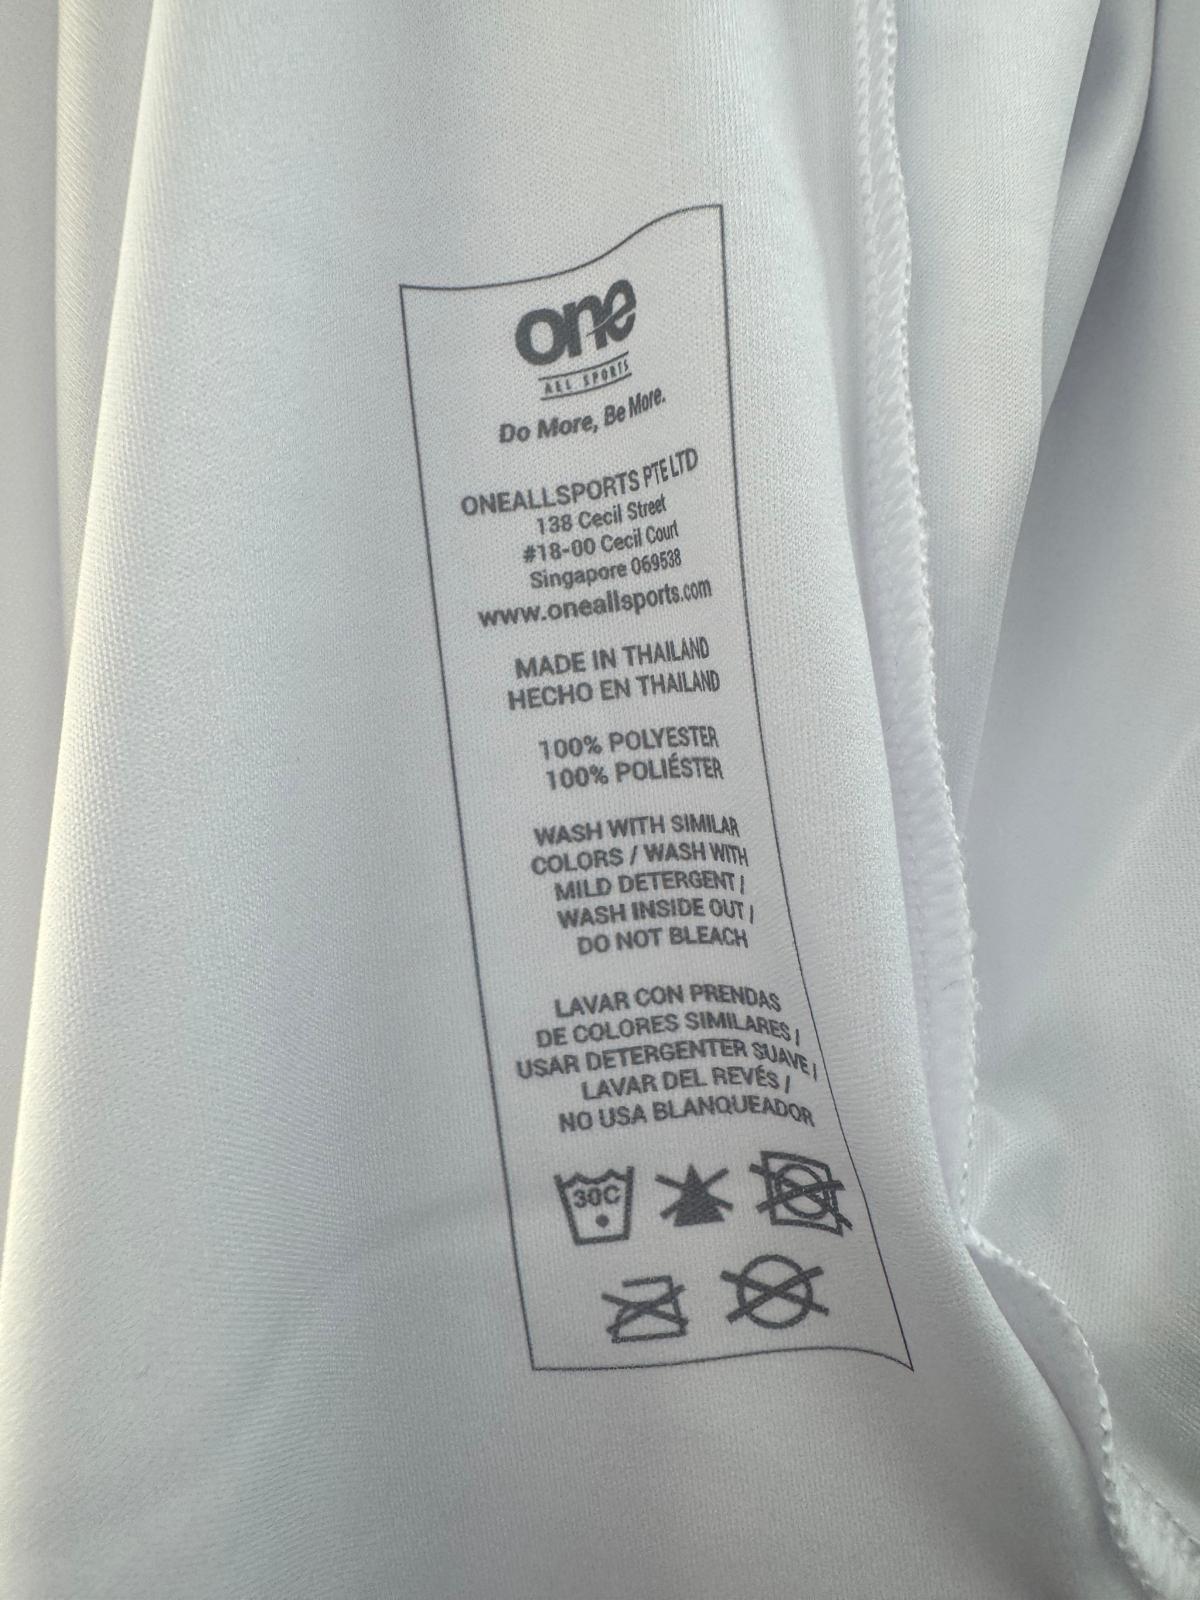 one
ALL SPORTS
Do More, Be More.
ONEALLSPORTS PTE LTD
138 Cecil Street
#18-00 Cecil Court
Singapore 069538
www.oneallsports.com
MADE IN THAILAND
HECHO EN THAILAND
100% POLYESTER
100% POLIÉSTER
WASH WITH SIMILAR
COLORS / WASH WITH
MILD DETERGENT /
WASH INSIDE OUT /
DO NOT BLEACH
LAVAR CON PRENDAS
DE COLORES SIMILARES /
USAR DETERGENTER SUAVE /
LAVAR DEL REVÉS /
NO USA BLANQUEADOR
30C